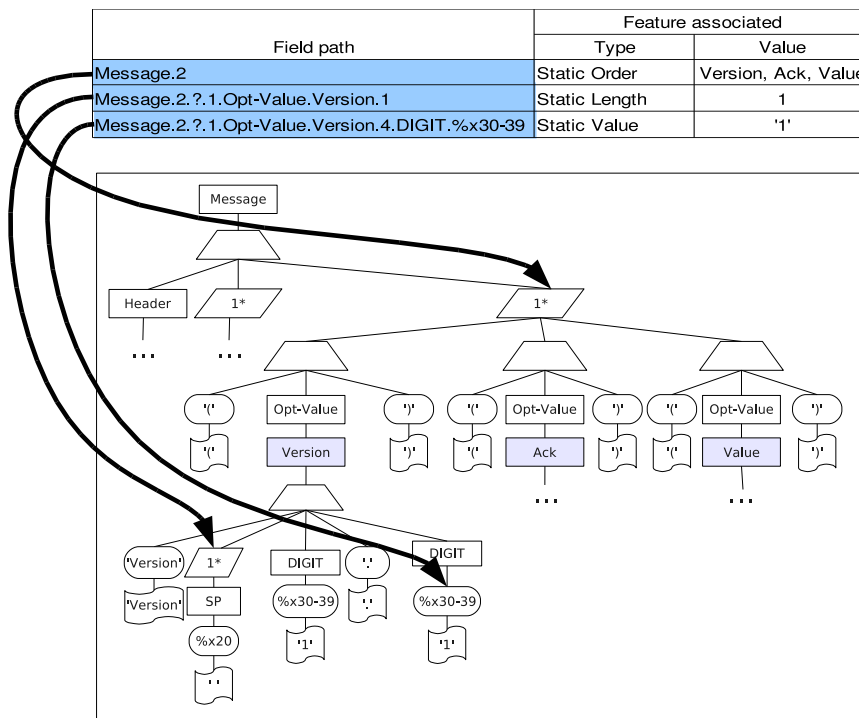 Feature associated
Field path Type Value
Message.2 Static Order Version, Ack, Value
Message.2.?.1.Opt-Value.Version.1 Static Length 1
Message.2.?.1.Opt-Value.Version.4.DIGIT.%x30-39 Static Value '1'
Message
Header 1* 1*
... ...
'(' Opt-Value ')' '(' Opt-Value ')' '(' Opt-Value ')'
'(' Version ')' '(' Ack ')' '(' Value ')'
... ...
'Version' 1* DIGIT '.' DIGIT
'Version' SP %x30-39 '.' %x30-39
%x20 '1' '1'
' '